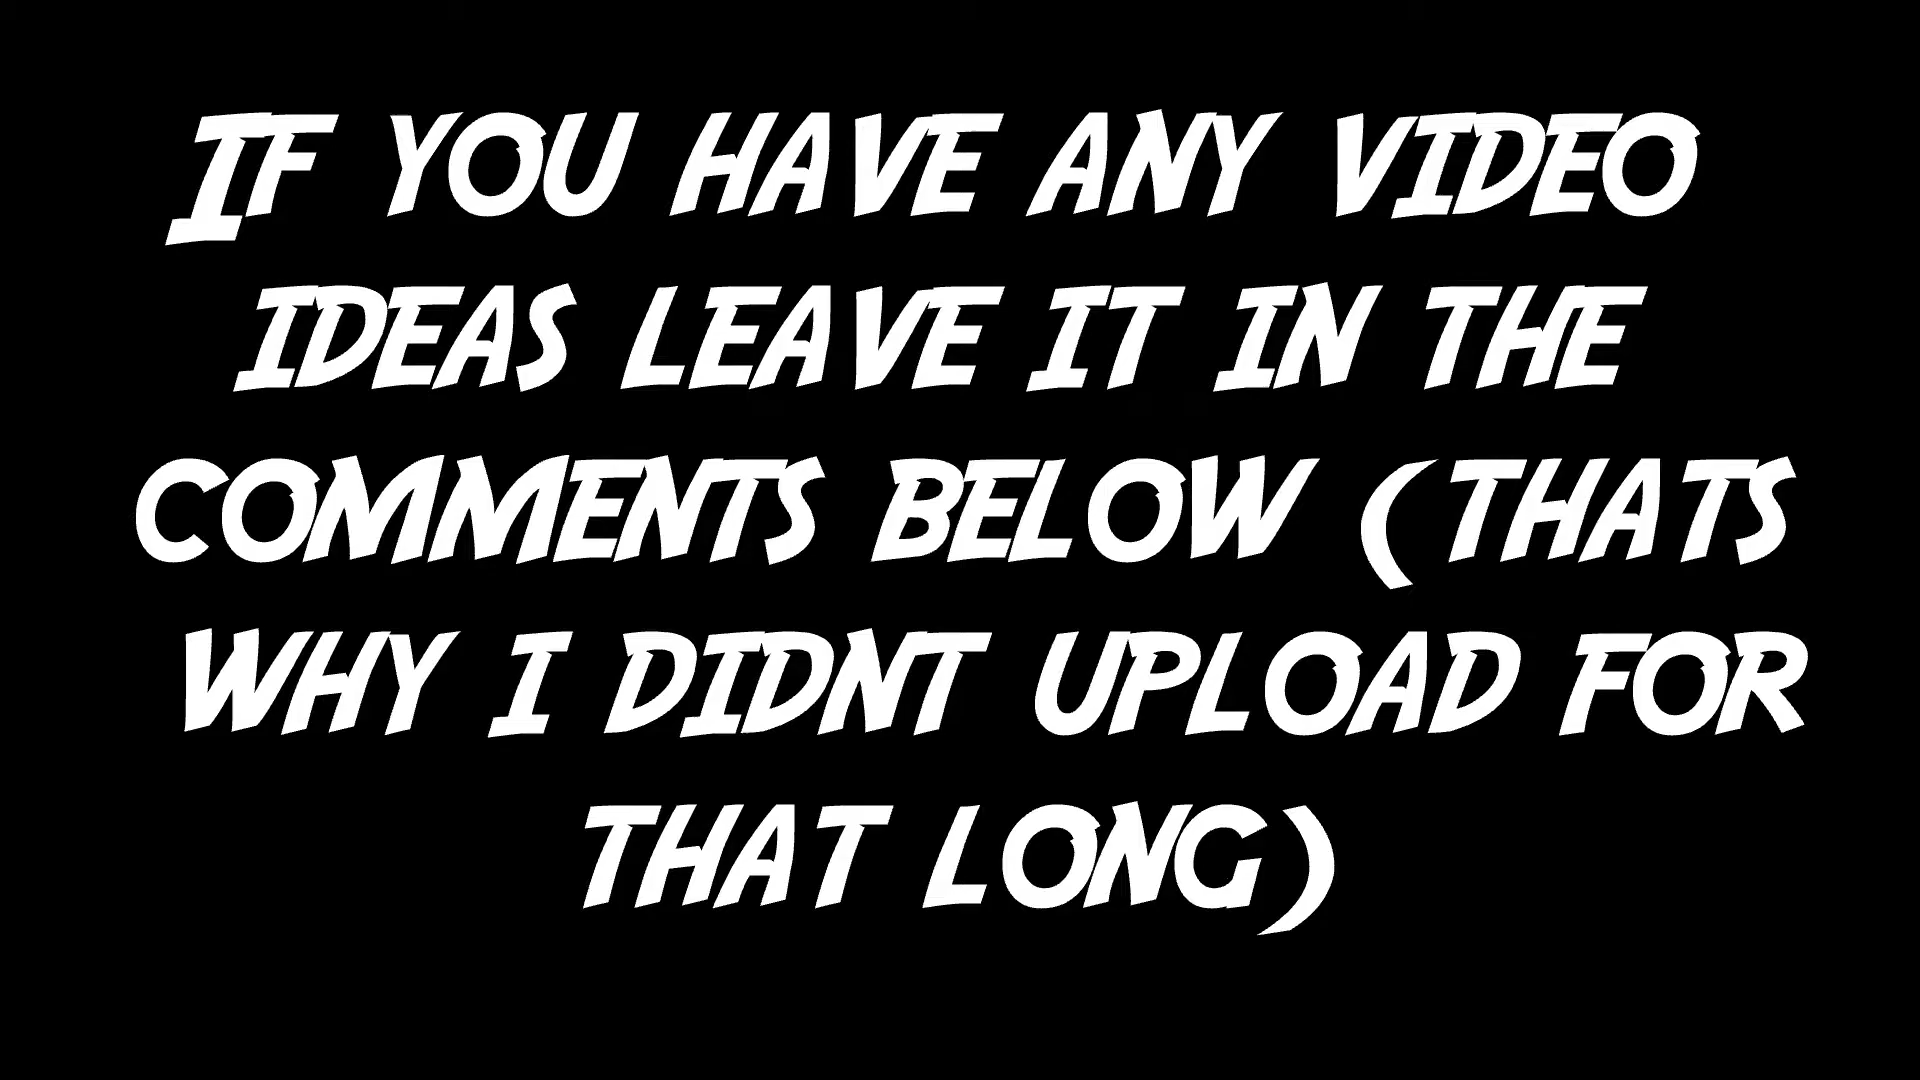 If you have any video
ideas leave it in the
comments below (thats
why I didnt upload for
that long)